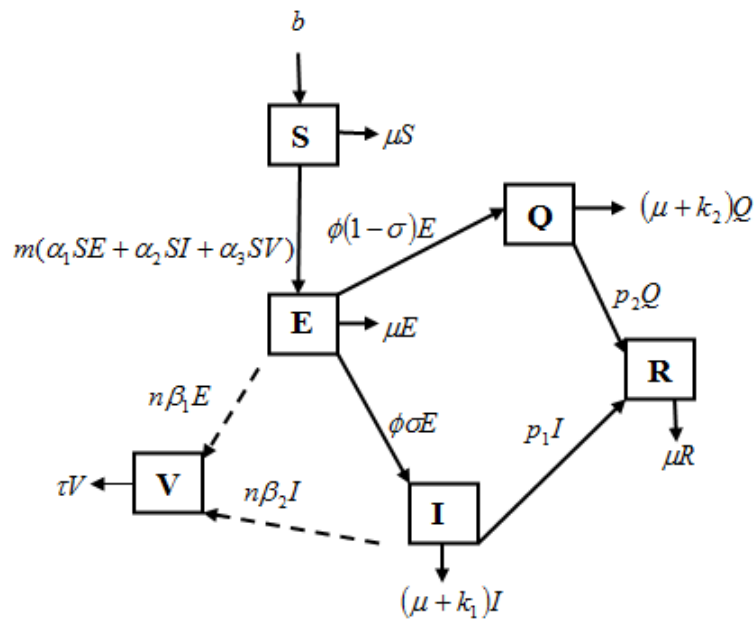 b
S
μS
Q
(μ + k₂)Q
ϕ(1 − σ)E
m(α₁SE + α₂SI + α₃SV)
p₂Q
E
μE
R
nβ₁E
ϕσE
p₁I
μR
τV
V
nβ₂I
I
(μ + k₁)I